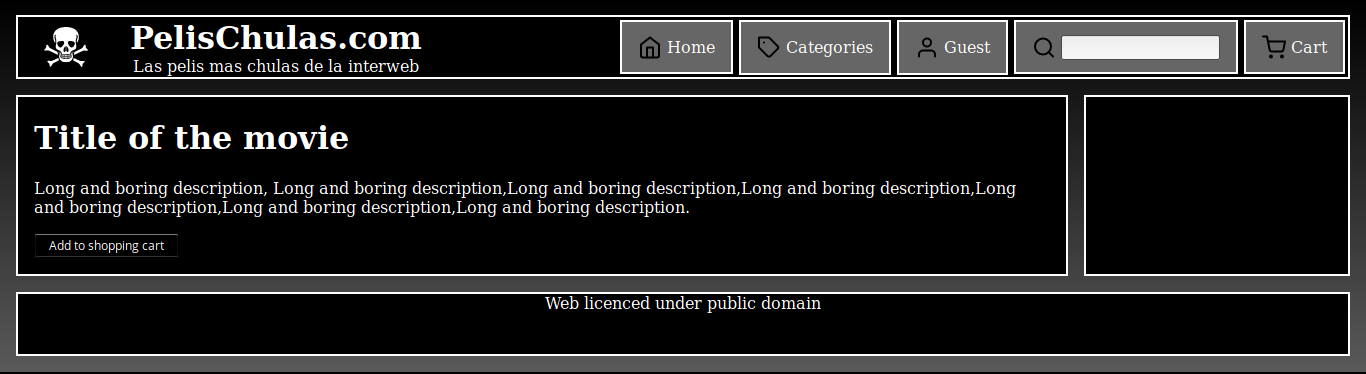 PelisChulas.com
Las pelis mas chulas de la interweb
Home
Categories
Guest
Cart
Title of the movie
Long and boring description, Long and boring description,Long and boring description,Long and boring description,Long
and boring description,Long and boring description,Long and boring description.
Add to shopping cart
Web licenced under public domain